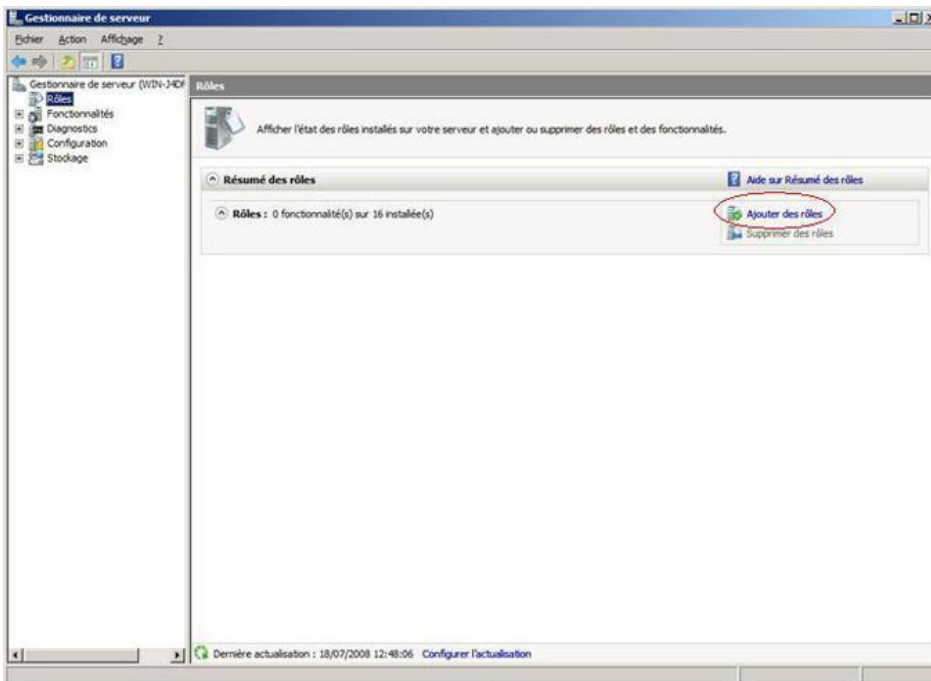 Gestionnaire de serveur
Fichier Action Affichage ?
Gestionnaire de serveur (WIN-J4DF
Rôles
Fonctionnalités
Diagnostics
Configuration
Stockage
Rôles
Afficher l'état des rôles installés sur votre serveur et ajouter ou supprimer des rôles et des fonctionnalités.
Résumé des rôles
Aide sur Résumé des rôles
Rôles : 0 fonctionnalité(s) sur 16 installée(s)
Ajouter des rôles
Supprimer des rôles
Dernière actualisation : 18/07/2008 12:48:06 Configurer l'actualisation